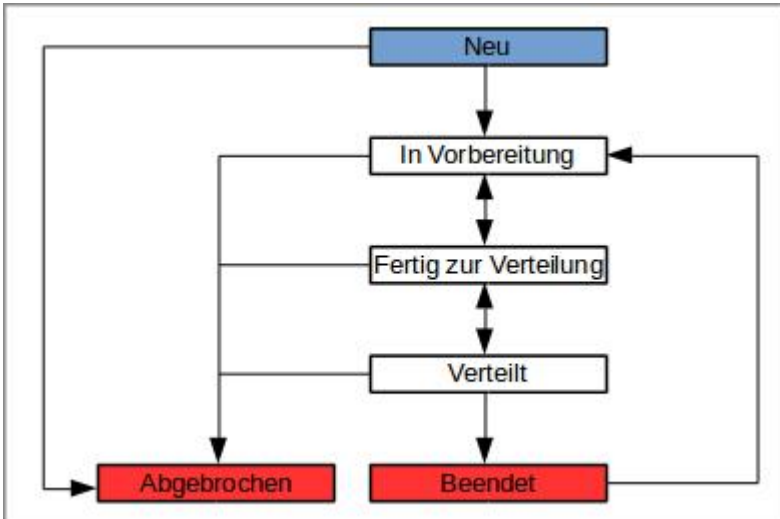 Neu
In Vorbereitung
Fertig zur Verteilung
Verteilt
Abgebrochen
Beendet